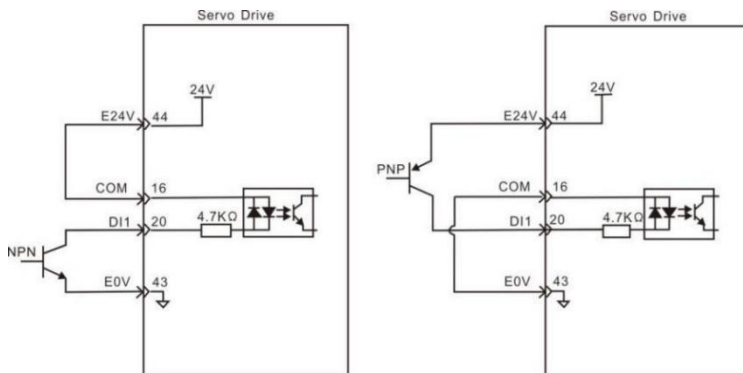 Servo Drive
24V
E24V 44
COM 16
DI1 20 4.7KΩ
NPN
E0V 43
Servo Drive
24V
E24V 44
PNP
COM 16
DI1 20 4.7KΩ
E0V 43